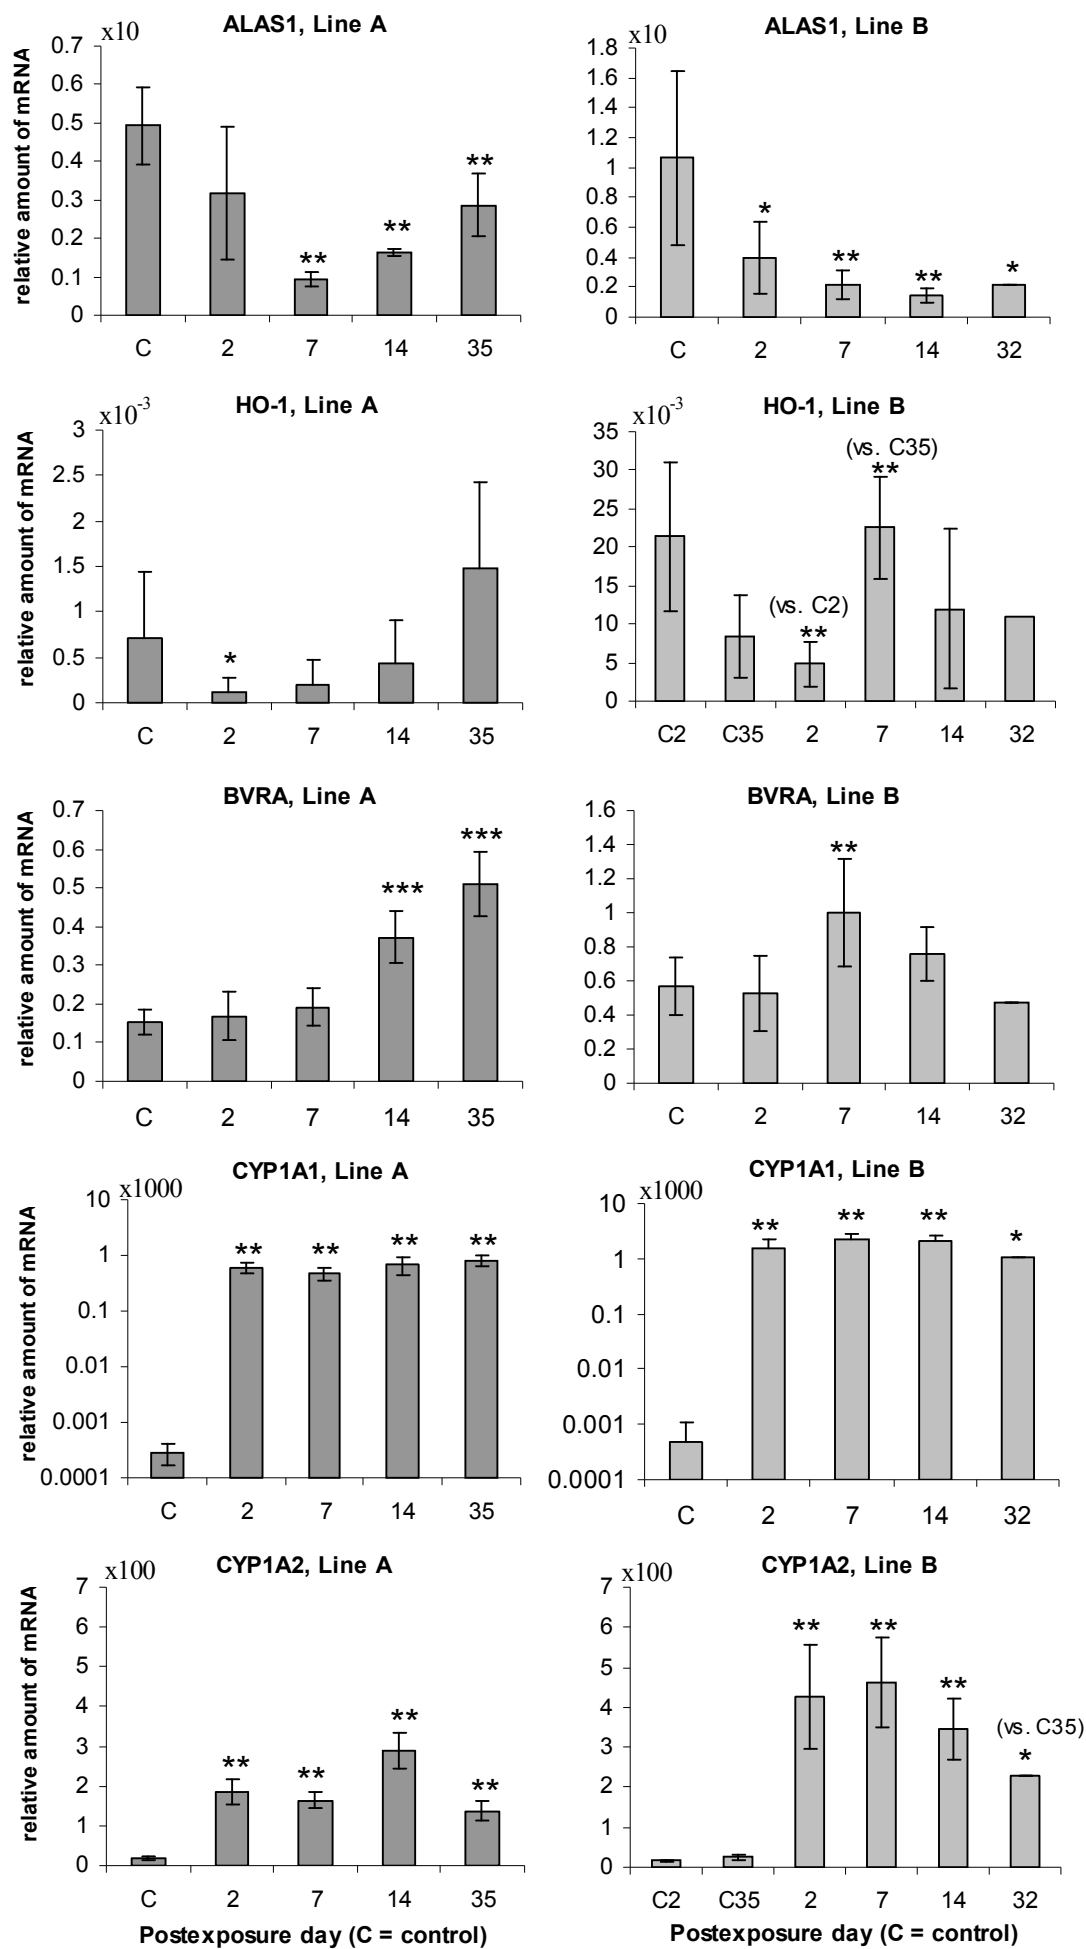 ALAS1, Line A
x10
relative amount of mRNA
0.7
0.6
0.5
0.4
0.3
0.2
0.1
0
** ** **
C 2 7 14 35
ALAS1, Line B
x10
1.8
1.6
1.4
1.2
1
0.8
0.6
0.4
0.2
0
* ** ** *
C 2 7 14 32
HO-1, Line A
x10-3
relative amount of mRNA
3
2.5
2
1.5
1
0.5
0
*
C 2 7 14 35
HO-1, Line B
x10-3
35
30
25
20
15
10
5
0
(vs. C35)
**
(vs. C2)
**
C2 C35 2 7 14 32
BVRA, Line A
relative amount of mRNA
0.7
0.6
0.5
0.4
0.3
0.2
0.1
0
*** ***
C 2 7 14 35
BVRA, Line B
1.6
1.4
1.2
1
0.8
0.6
0.4
0.2
0
**
C 2 7 14 32
CYP1A1, Line A
x1000
relative amount of mRNA
10
1
0.1
0.01
0.001
0.0001
** ** ** **
C 2 7 14 35
CYP1A1, Line B
x1000
10
1
0.1
0.01
0.001
0.0001
** ** ** *
C 2 7 14 32
CYP1A2, Line A
x100
relative amount of mRNA
7
6
5
4
3
2
1
0
** ** ** **
C 2 7 14 35
Postexposure day (C = control)
CYP1A2, Line B
x100
7
6
5
4
3
2
1
0
** ** **
(vs. C35)
*
C2 C35 2 7 14 32
Postexposure day (C = control)